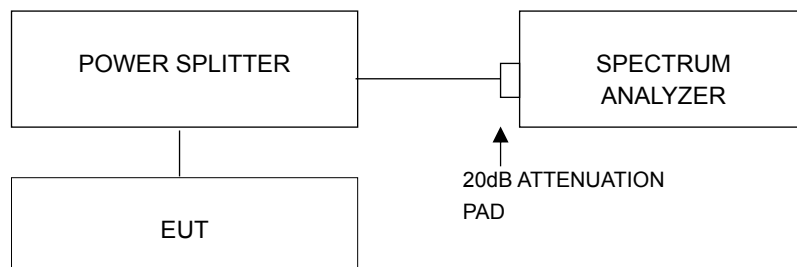 POWER SPLITTER
SPECTRUM
ANALYZER
20dB ATTENUATION
PAD
EUT